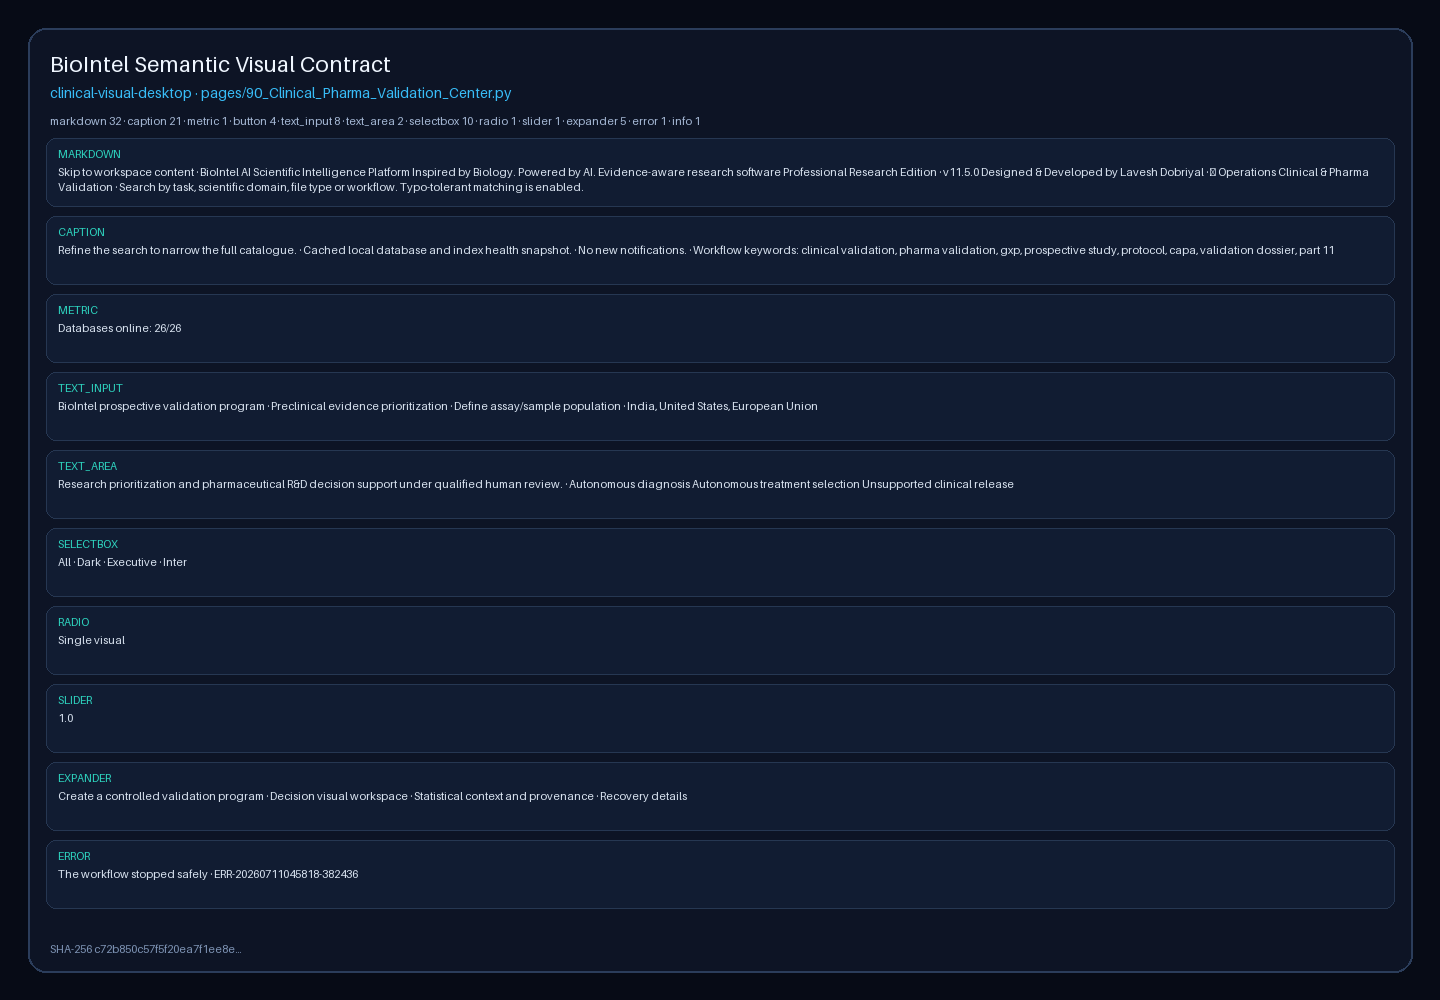 BioIntel Semantic Visual Contract
clinical-visual-desktop · pages/90_Clinical_Pharma_Validation_Center.py
markdown 32 · caption 21 · metric 1 · button 4 · text_input 8 · text_area 2 · selectbox 10 · radio 1 · slider 1 · expander 5 · error 1 · info 1
MARKDOWN
Skip to workspace content · BioIntel AI Scientific Intelligence Platform Inspired by Biology. Powered by AI. Evidence-aware research software Professional Research Edition · v11.5.0 Designed & Developed by Lavesh Dobriyal · Operations Clinical & Pharma
Validation · Search by task, scientific domain, file type or workflow. Typo-tolerant matching is enabled.
CAPTION
Refine the search to narrow the full catalogue. · Cached local database and index health snapshot. · No new notifications. · Workflow keywords: clinical validation, pharma validation, gxp, prospective study, protocol, capa, validation dossier, part 11
METRIC
Databases online: 26/26
TEXT_INPUT
BioIntel prospective validation program · Preclinical evidence prioritization · Define assay/sample population · India, United States, European Union
TEXT_AREA
Research prioritization and pharmaceutical R&D decision support under qualified human review. · Autonomous diagnosis Autonomous treatment selection Unsupported clinical release
SELECTBOX
All · Dark · Executive · Inter
RADIO
Single visual
SLIDER
1.0
EXPANDER
Create a controlled validation program · Decision visual workspace · Statistical context and provenance · Recovery details
ERROR
The workflow stopped safely · ERR-20260711045818-382436
SHA-256 c72b850c57f5f20ea7f1ee8e…